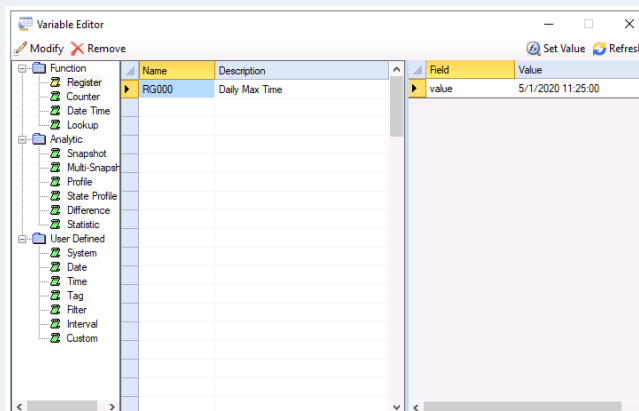 Variable Editor
Modify Remove Set Value Refresh
Function
Register
Counter
Date Time
Lookup
Analytic
Snapshot
Multi-Snapsh
Profile
State Profile
Difference
Statistic
User Defined
System
Date
Time
Tag
Filter
Interval
Custom
Name Description
RG000 Daily Max Time
Field Value
value 5/1/2020 11:25:00